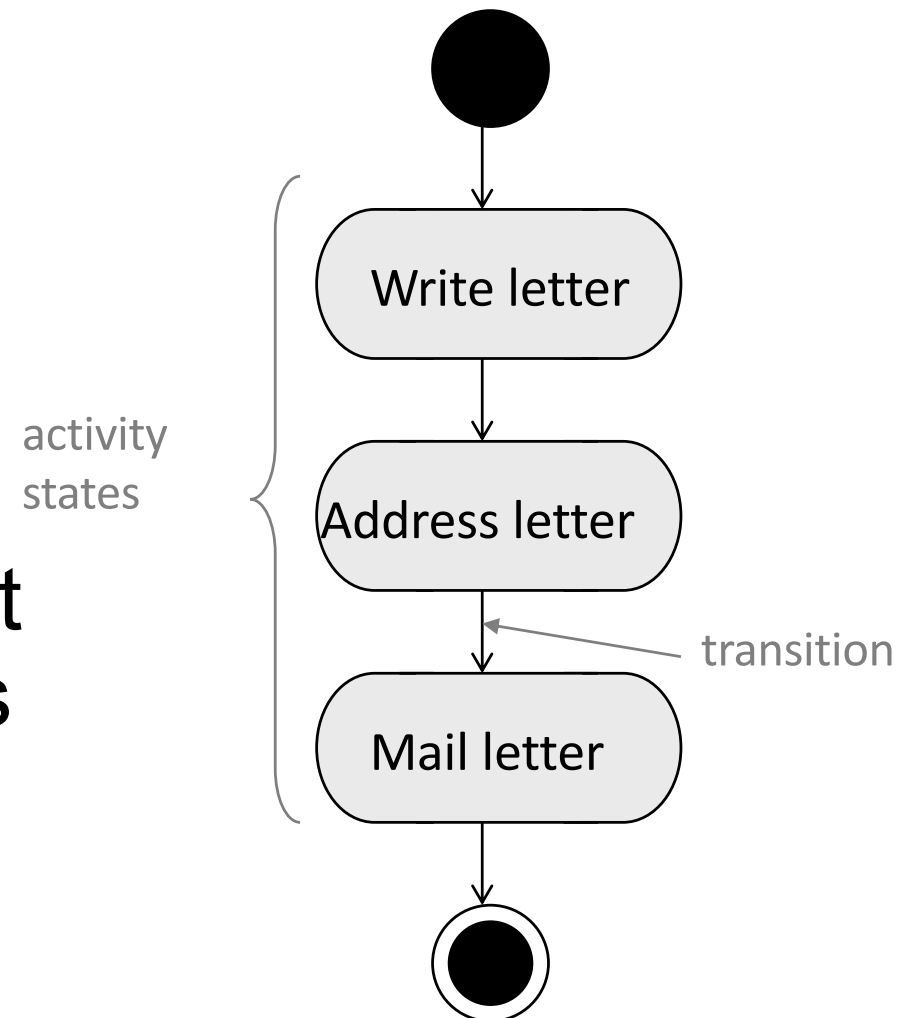 Write letter
activity
states
Address letter
t
s
transition
Mail letter